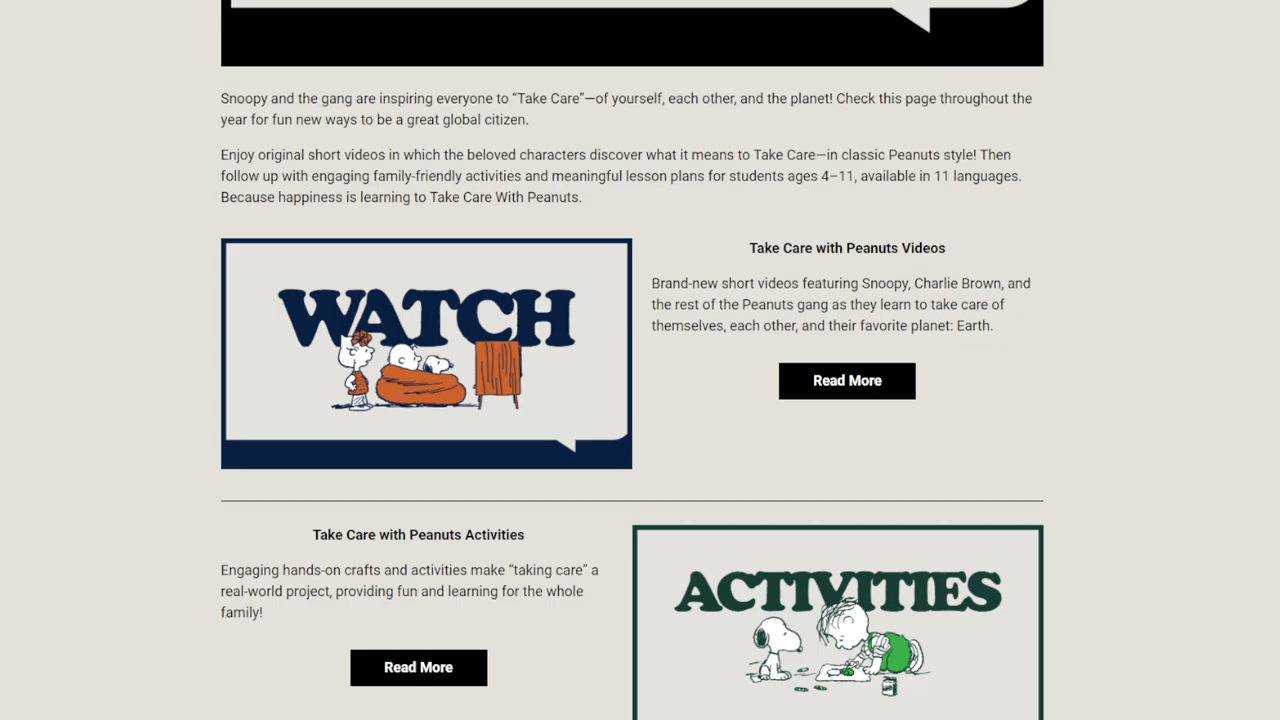 Snoopy and the gang are inspiring everyone to “Take Care”—of yourself, each other, and the planet! Check this page throughout the
year for fun new ways to be a great global citizen.
Enjoy original short videos in which the beloved characters discover what it means to Take Care—in classic Peanuts style! Then
follow up with engaging family-friendly activities and meaningful lesson plans for students ages 4–11, available in 11 languages.
Because happiness is learning to Take Care With Peanuts.
WATCH
Take Care with Peanuts Videos
Brand-new short videos featuring Snoopy, Charlie Brown, and
the rest of the Peanuts gang as they learn to take care of
themselves, each other, and their favorite planet: Earth.
Read More
Take Care with Peanuts Activities
Engaging hands-on crafts and activities make “taking care” a
real-world project, providing fun and learning for the whole
family!
Read More
ACTIVITIES